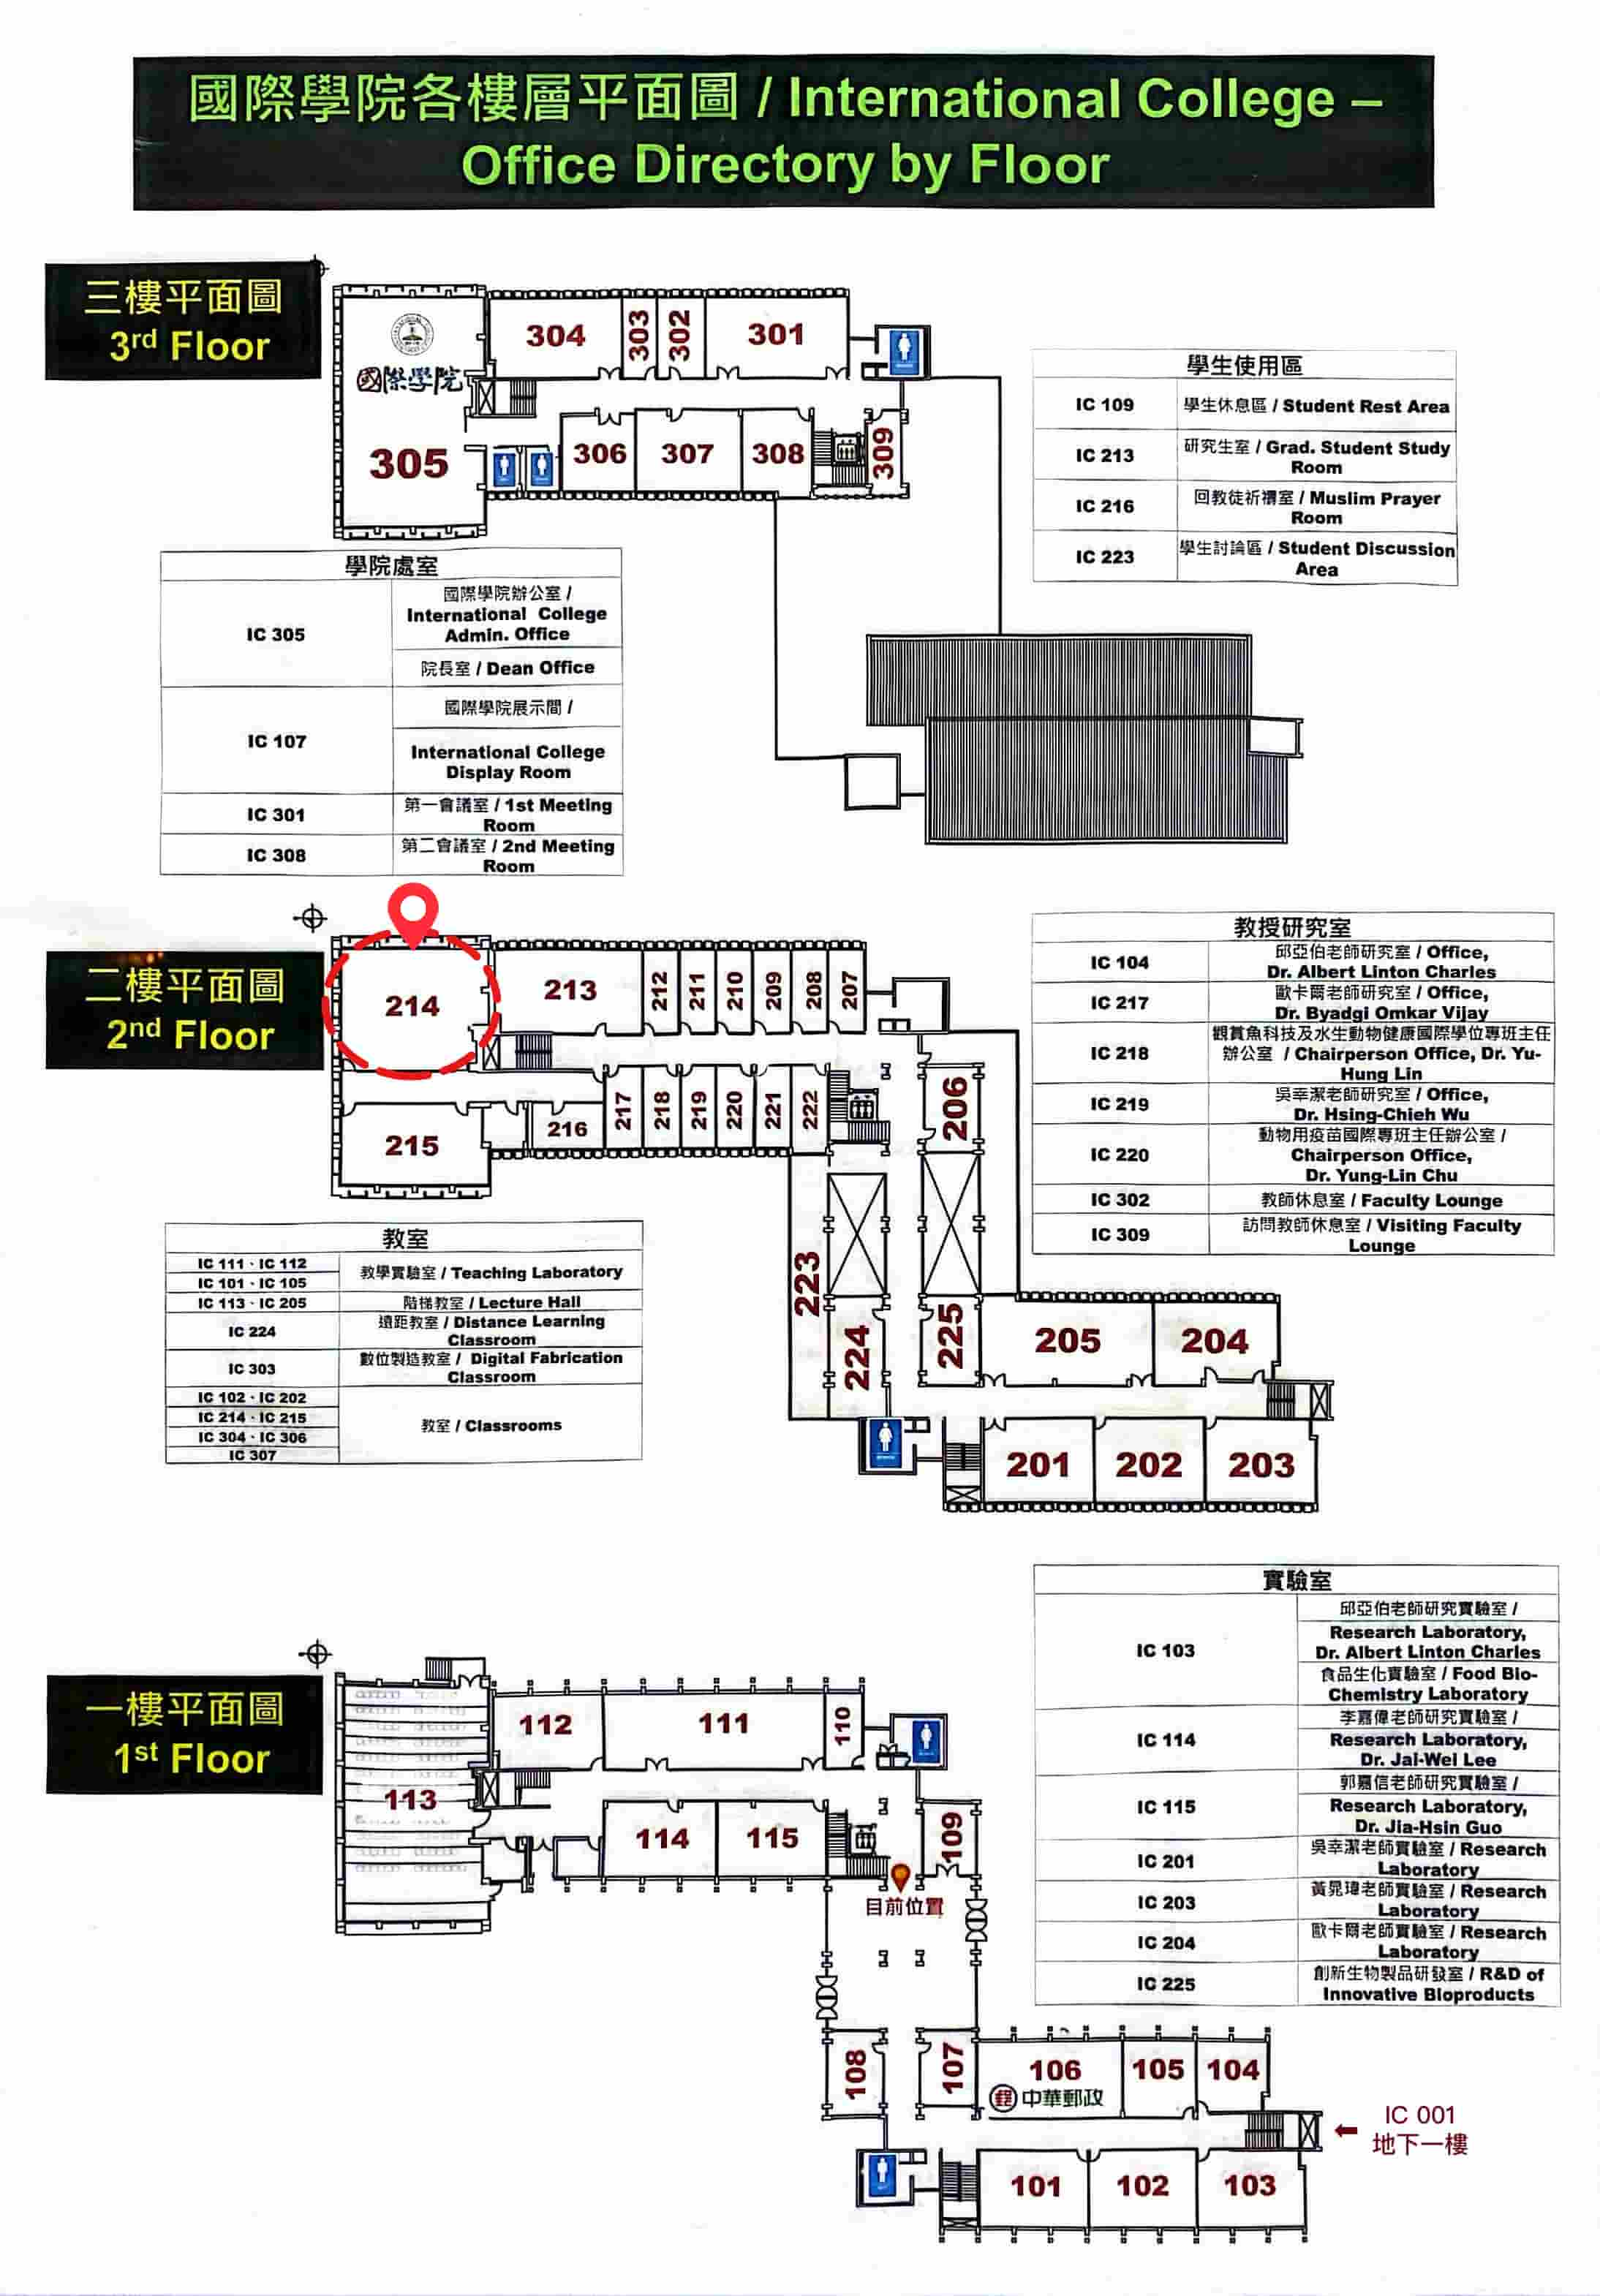 國際學院各樓層平面圖 / International College –
Office Directory by Floor
三樓平面圖
3rd Floor
304
303
302
301
國際學院
305
306
307
308
309
學生使用區
IC 109
學生休息區 / Student Rest Area
IC 213
研究生室 / Grad. Student Study
Room
IC 216
回教徒祈禱室 / Muslim Prayer
Room
IC 223
學生討論區 / Student Discussion
Area
學院處室
IC 305
國際學院辦公室 /
International College
Admin. Office
院長室 / Dean Office
IC 107
國際學院展示間 /
International College
Display Room
IC 301
第一會議室 / 1st Meeting
Room
IC 308
第二會議室 / 2nd Meeting
Room
二樓平面圖
2nd Floor
214
213
212
211
210
209
208
207
215
216
217
218
219
220
221
222
206
223
224
225
205
204
201
202
203
教授研究室
IC 104
邱亞伯老師研究室 / Office,
Dr. Albert Linton Charles
IC 217
歐卡爾老師研究室 / Office,
Dr. Byadgi Omkar Vijay
IC 218
觀賞魚科技及水生動物健康國際學位專班主任
辦公室 / Chairperson Office, Dr. Yu-
Hung Lin
IC 219
吳幸潔老師研究室 / Office,
Dr. Hsing-Chieh Wu
IC 220
動物用疫苗國際專班主任辦公室 /
Chairperson Office,
Dr. Yung-Lin Chu
IC 302
教師休息室 / Faculty Lounge
IC 309
訪問教師休息室 / Visiting Faculty
Lounge
教室
IC 111、IC 112
IC 101、IC 105
教學實驗室 / Teaching Laboratory
IC 113、IC 205
階梯教室 / Lecture Hall
IC 224
遠距教室 / Distance Learning
Classroom
IC 303
數位製造教室 / Digital Fabrication
Classroom
IC 102、IC 202
IC 214、IC 215
IC 304、IC 306
IC 307
教室 / Classrooms
一樓平面圖
1st Floor
112
111
110
113
114
115
109
目前位置
108
107
106
中華郵政
105
104
101
102
103
IC 001
地下一樓
實驗室
IC 103
邱亞伯老師研究實驗室 /
Research Laboratory,
Dr. Albert Linton Charles
食品生化實驗室 / Food Bio-
Chemistry Laboratory
IC 114
李嘉偉老師研究實驗室 /
Research Laboratory,
Dr. Jai-Wei Lee
IC 115
郭嘉信老師研究實驗室 /
Research Laboratory,
Dr. Jia-Hsin Guo
IC 201
吳幸潔老師實驗室 / Research
Laboratory
IC 203
黃晃瑋老師實驗室 / Research
Laboratory
IC 204
歐卡爾老師實驗室 / Research
Laboratory
IC 225
創新生物製品研發室 / R&D of
Innovative Bioproducts